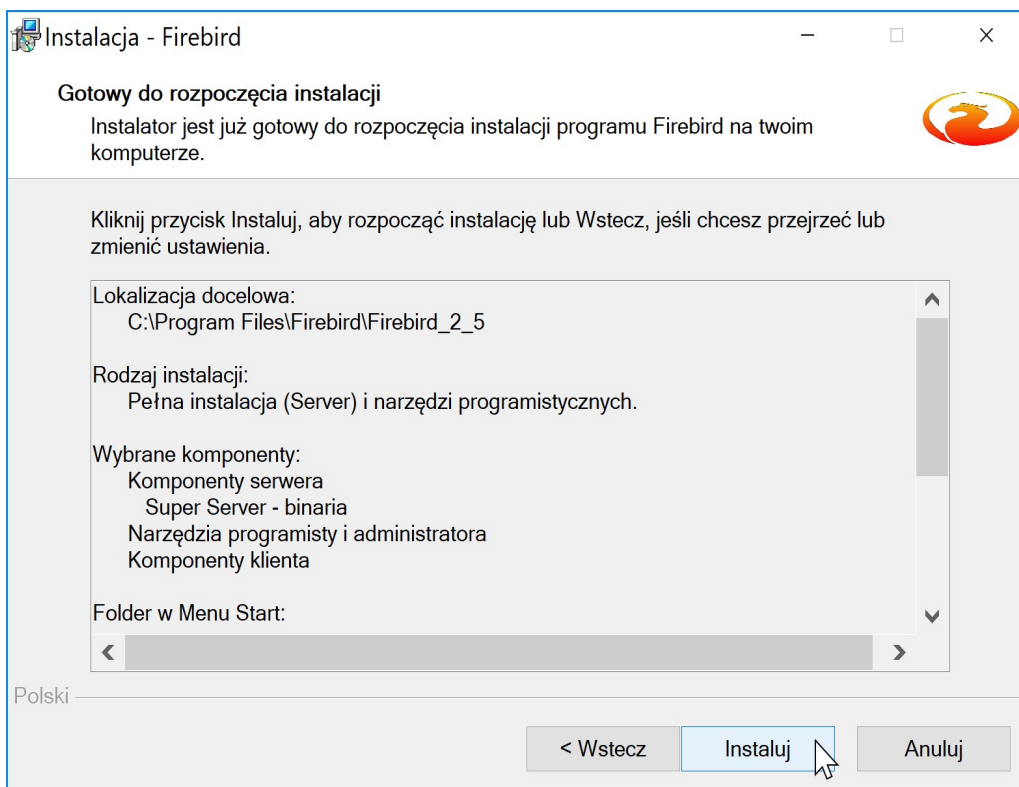 Instalacja - Firebird
Gotowy do rozpoczęcia instalacji
Instalator jest już gotowy do rozpoczęcia instalacji programu Firebird na twoim
komputerze.
Kliknij przycisk Instaluj, aby rozpocząć instalację lub Wstecz, jeśli chcesz przejrzeć lub
zmienić ustawienia.
Lokalizacja docelowa:
C:\Program Files\Firebird\Firebird_2_5
Rodzaj instalacji:
Pełna instalacja (Server) i narzędzi programistycznych.
Wybrane komponenty:
Komponenty serwera
Super Server - binaria
Narzędzia programisty i administratora
Komponenty klienta
Folder w Menu Start:
Polski
< Wstecz
Instaluj
Anuluj